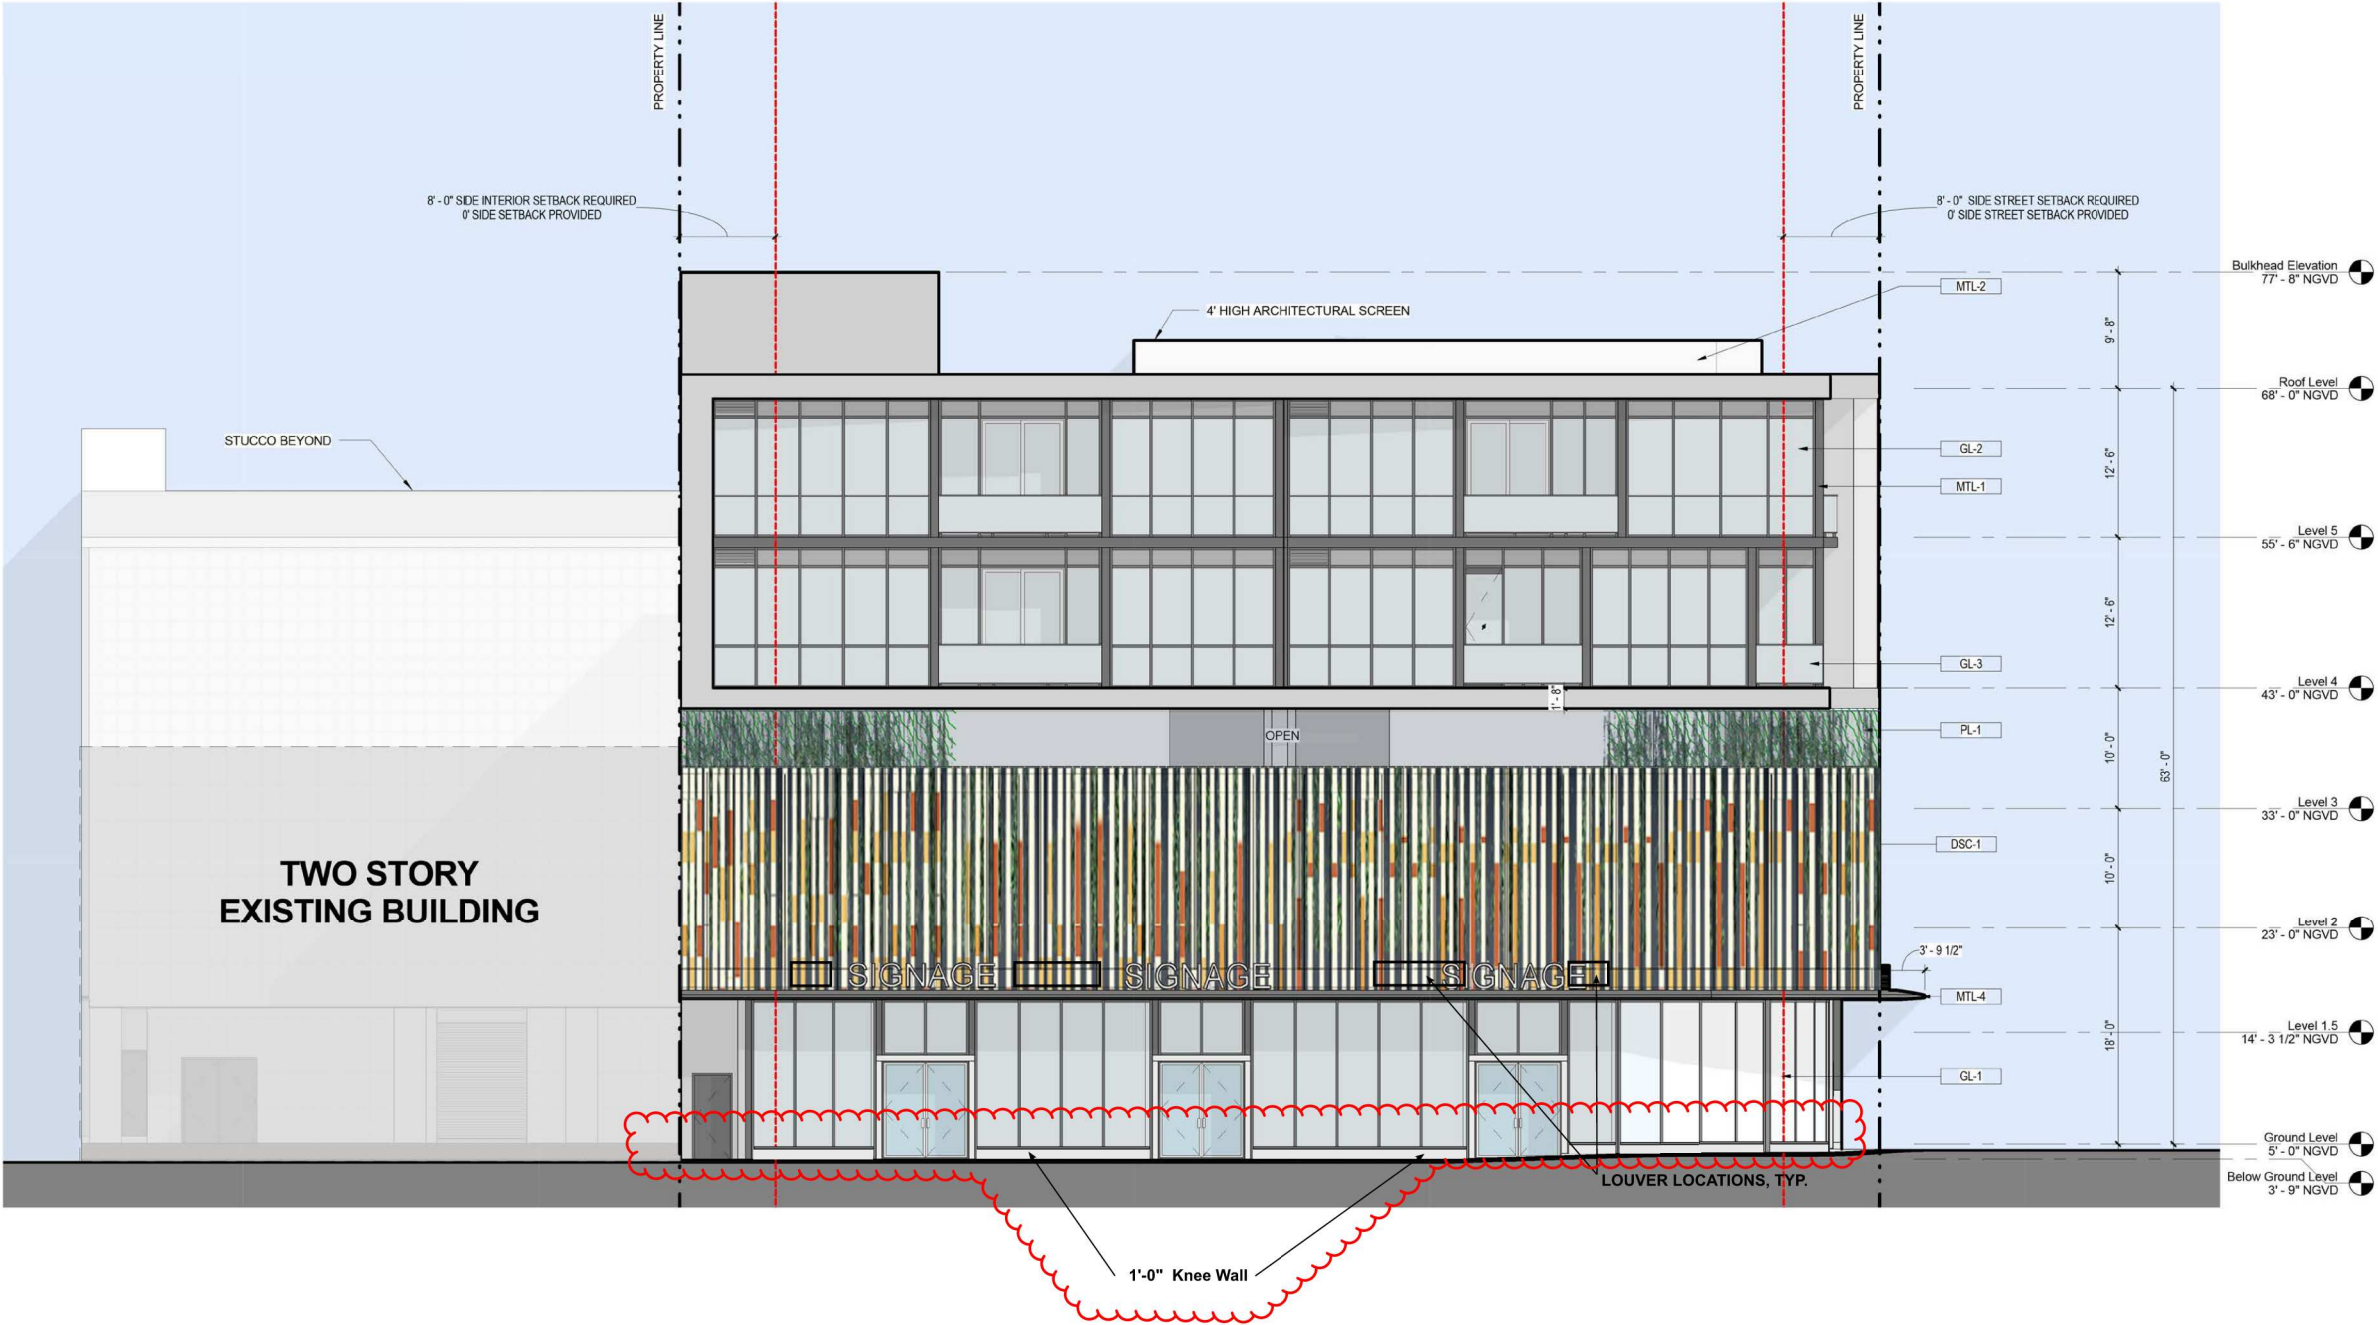 PROPERTY LINE
PROPERTY LINE
8' - 0" SIDE INTERIOR SETBACK REQUIRED
0' SIDE SETBACK PROVIDED
8' - 0" SIDE STREET SETBACK REQUIRED
0' SIDE STREET SETBACK PROVIDED
Bulkhead Elevation
77' - 8" NGVD
MTL-2
4' HIGH ARCHITECTURAL SCREEN
9' - 8"
Roof Level
68' - 0" NGVD
STUCCO BEYOND
GL-2
12' - 6"
MTL-1
Level 5
55' - 6" NGVD
12' - 6"
GL-3
Level 4
43' - 0" NGVD
1' - 8"
OPEN
PL-1
10' - 0"
63' - 0"
Level 3
33' - 0" NGVD
DSC-1
10' - 0"
TWO STORY
EXISTING BUILDING
Level 2
23' - 0" NGVD
3' - 9 1/2"
SIGNAGE
SIGNAGE
SIGNAGE
MTL-4
Level 1.5
14' - 3 1/2" NGVD
18' - 0"
GL-1
Ground Level
5' - 0" NGVD
LOUVER LOCATIONS, TYP.
Below Ground Level
3' - 9" NGVD
1'-0" Knee Wall